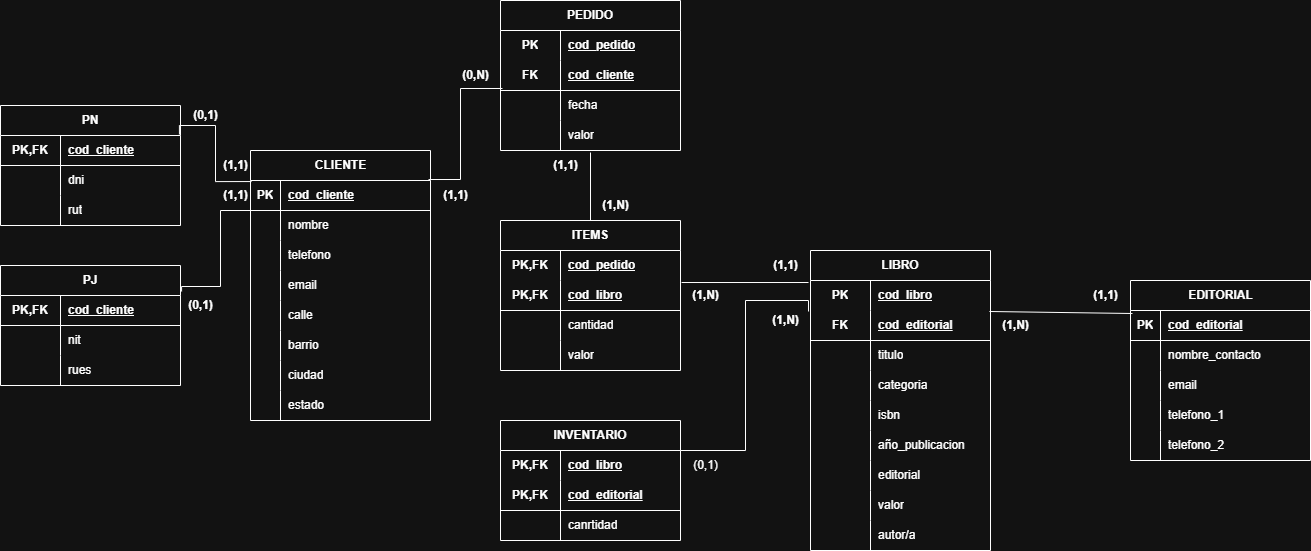 PEDIDO
PK cod_pedido
FK cod_cliente
fecha
valor
(0,N)
(1,1)
PN
PK,FK cod_cliente
dni
rut
(0,1)
(1,1)
CLIENTE
PK cod_cliente
nombre
telefono
email
calle
barrio
ciudad
estado
(1,1)
(1,1)
PJ
PK,FK cod_cliente
nit
rues
(0,1)
(1,N)
ITEMS
PK,FK cod_pedido
PK,FK cod_libro
cantidad
valor
(1,1)
(1,N)
LIBRO
PK cod_libro
FK cod_editorial
titulo
categoria
isbn
año_publicacion
editorial
valor
autor/a
(1,N)
(1,1)
(1,N)
EDITORIAL
PK cod_editorial
nombre_contacto
email
telefono_1
telefono_2
INVENTARIO
PK,FK cod_libro
PK,FK cod_editorial
canrtidad
(0,1)